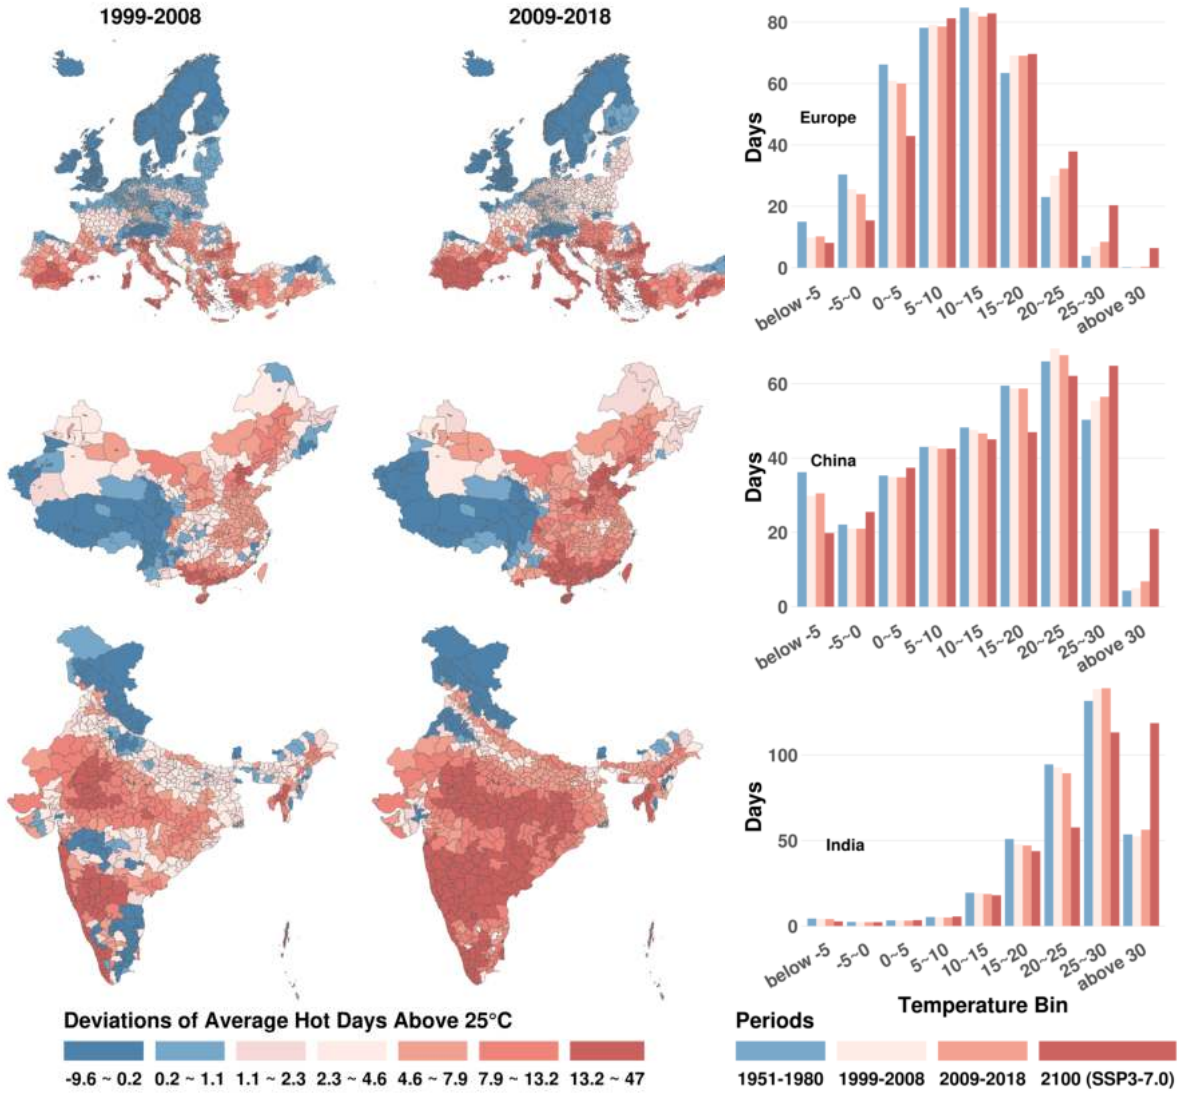 1999-2008
2009-2018
80
60
40
20
0
Days
Europe
below -5
-5~0
0~5
5~10
10~15
15~20
20~25
25~30
above 30
60
40
20
0
Days
China
below -5
-5~0
0~5
5~10
10~15
15~20
20~25
25~30
above 30
100
50
0
Days
India
below -5
-5~0
0~5
5~10
10~15
15~20
20~25
25~30
above 30
Temperature Bin
Deviations of Average Hot Days Above 25°C
-9.6 ~ 0.2 0.2 ~ 1.1 1.1 ~ 2.3 2.3 ~ 4.6 4.6 ~ 7.9 7.9 ~ 13.2 13.2 ~ 47
Periods
1951-1980 1999-2008 2009-2018 2100 (SSP3-7.0)